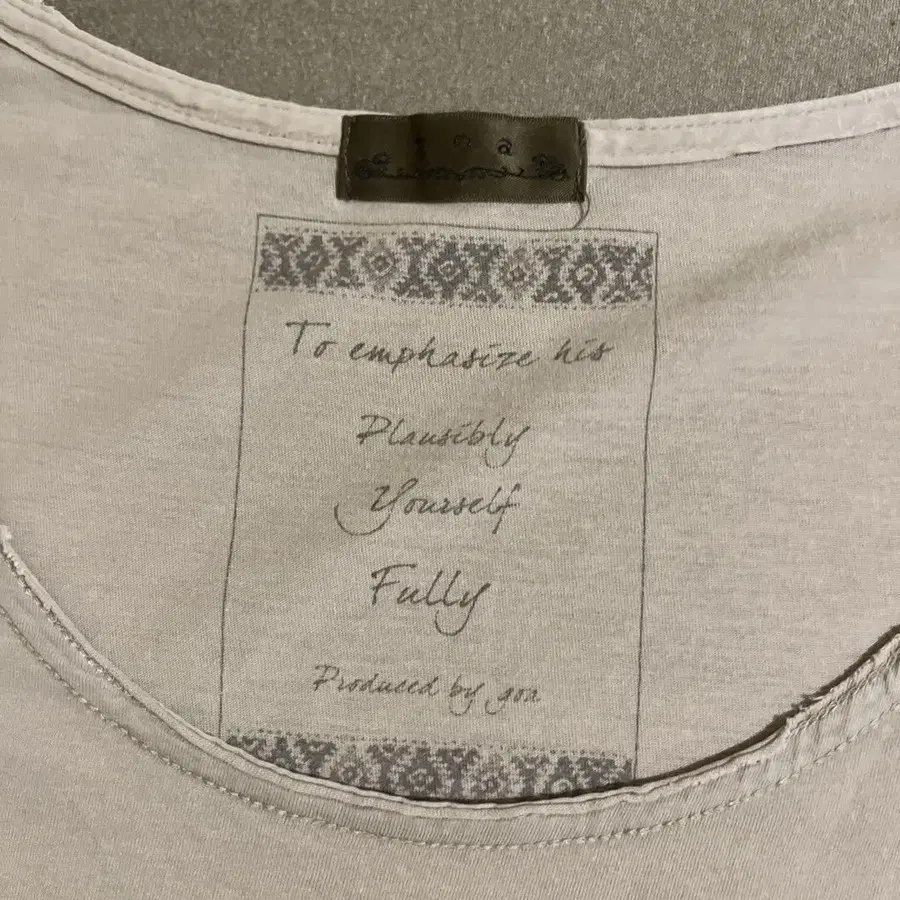 goa
To emphasize his
Plausibly
Yourself
Fully
Produced by goa